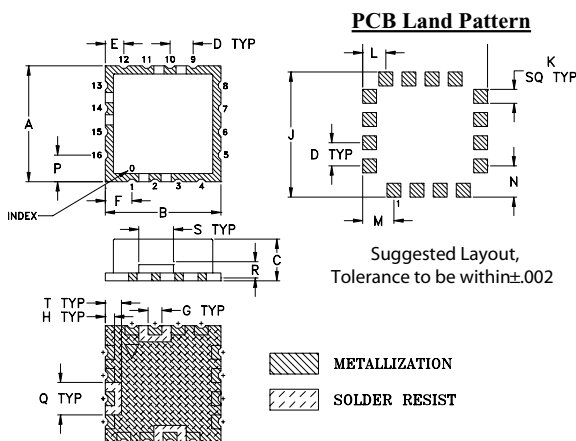 PCB Land Pattern
E
D TYP
12 11 10 9
13
14
15
16
8
7
6
5
A
P
0
1 2 3 4
INDEX
F
B
L
K
SQ TYP
J
D TYP
N
1
M
S TYP
C
R
Suggested Layout,
Tolerance to be within±.002
T TYP
H TYP
G TYP
Q TYP
METALLIZATION
SOLDER RESIST